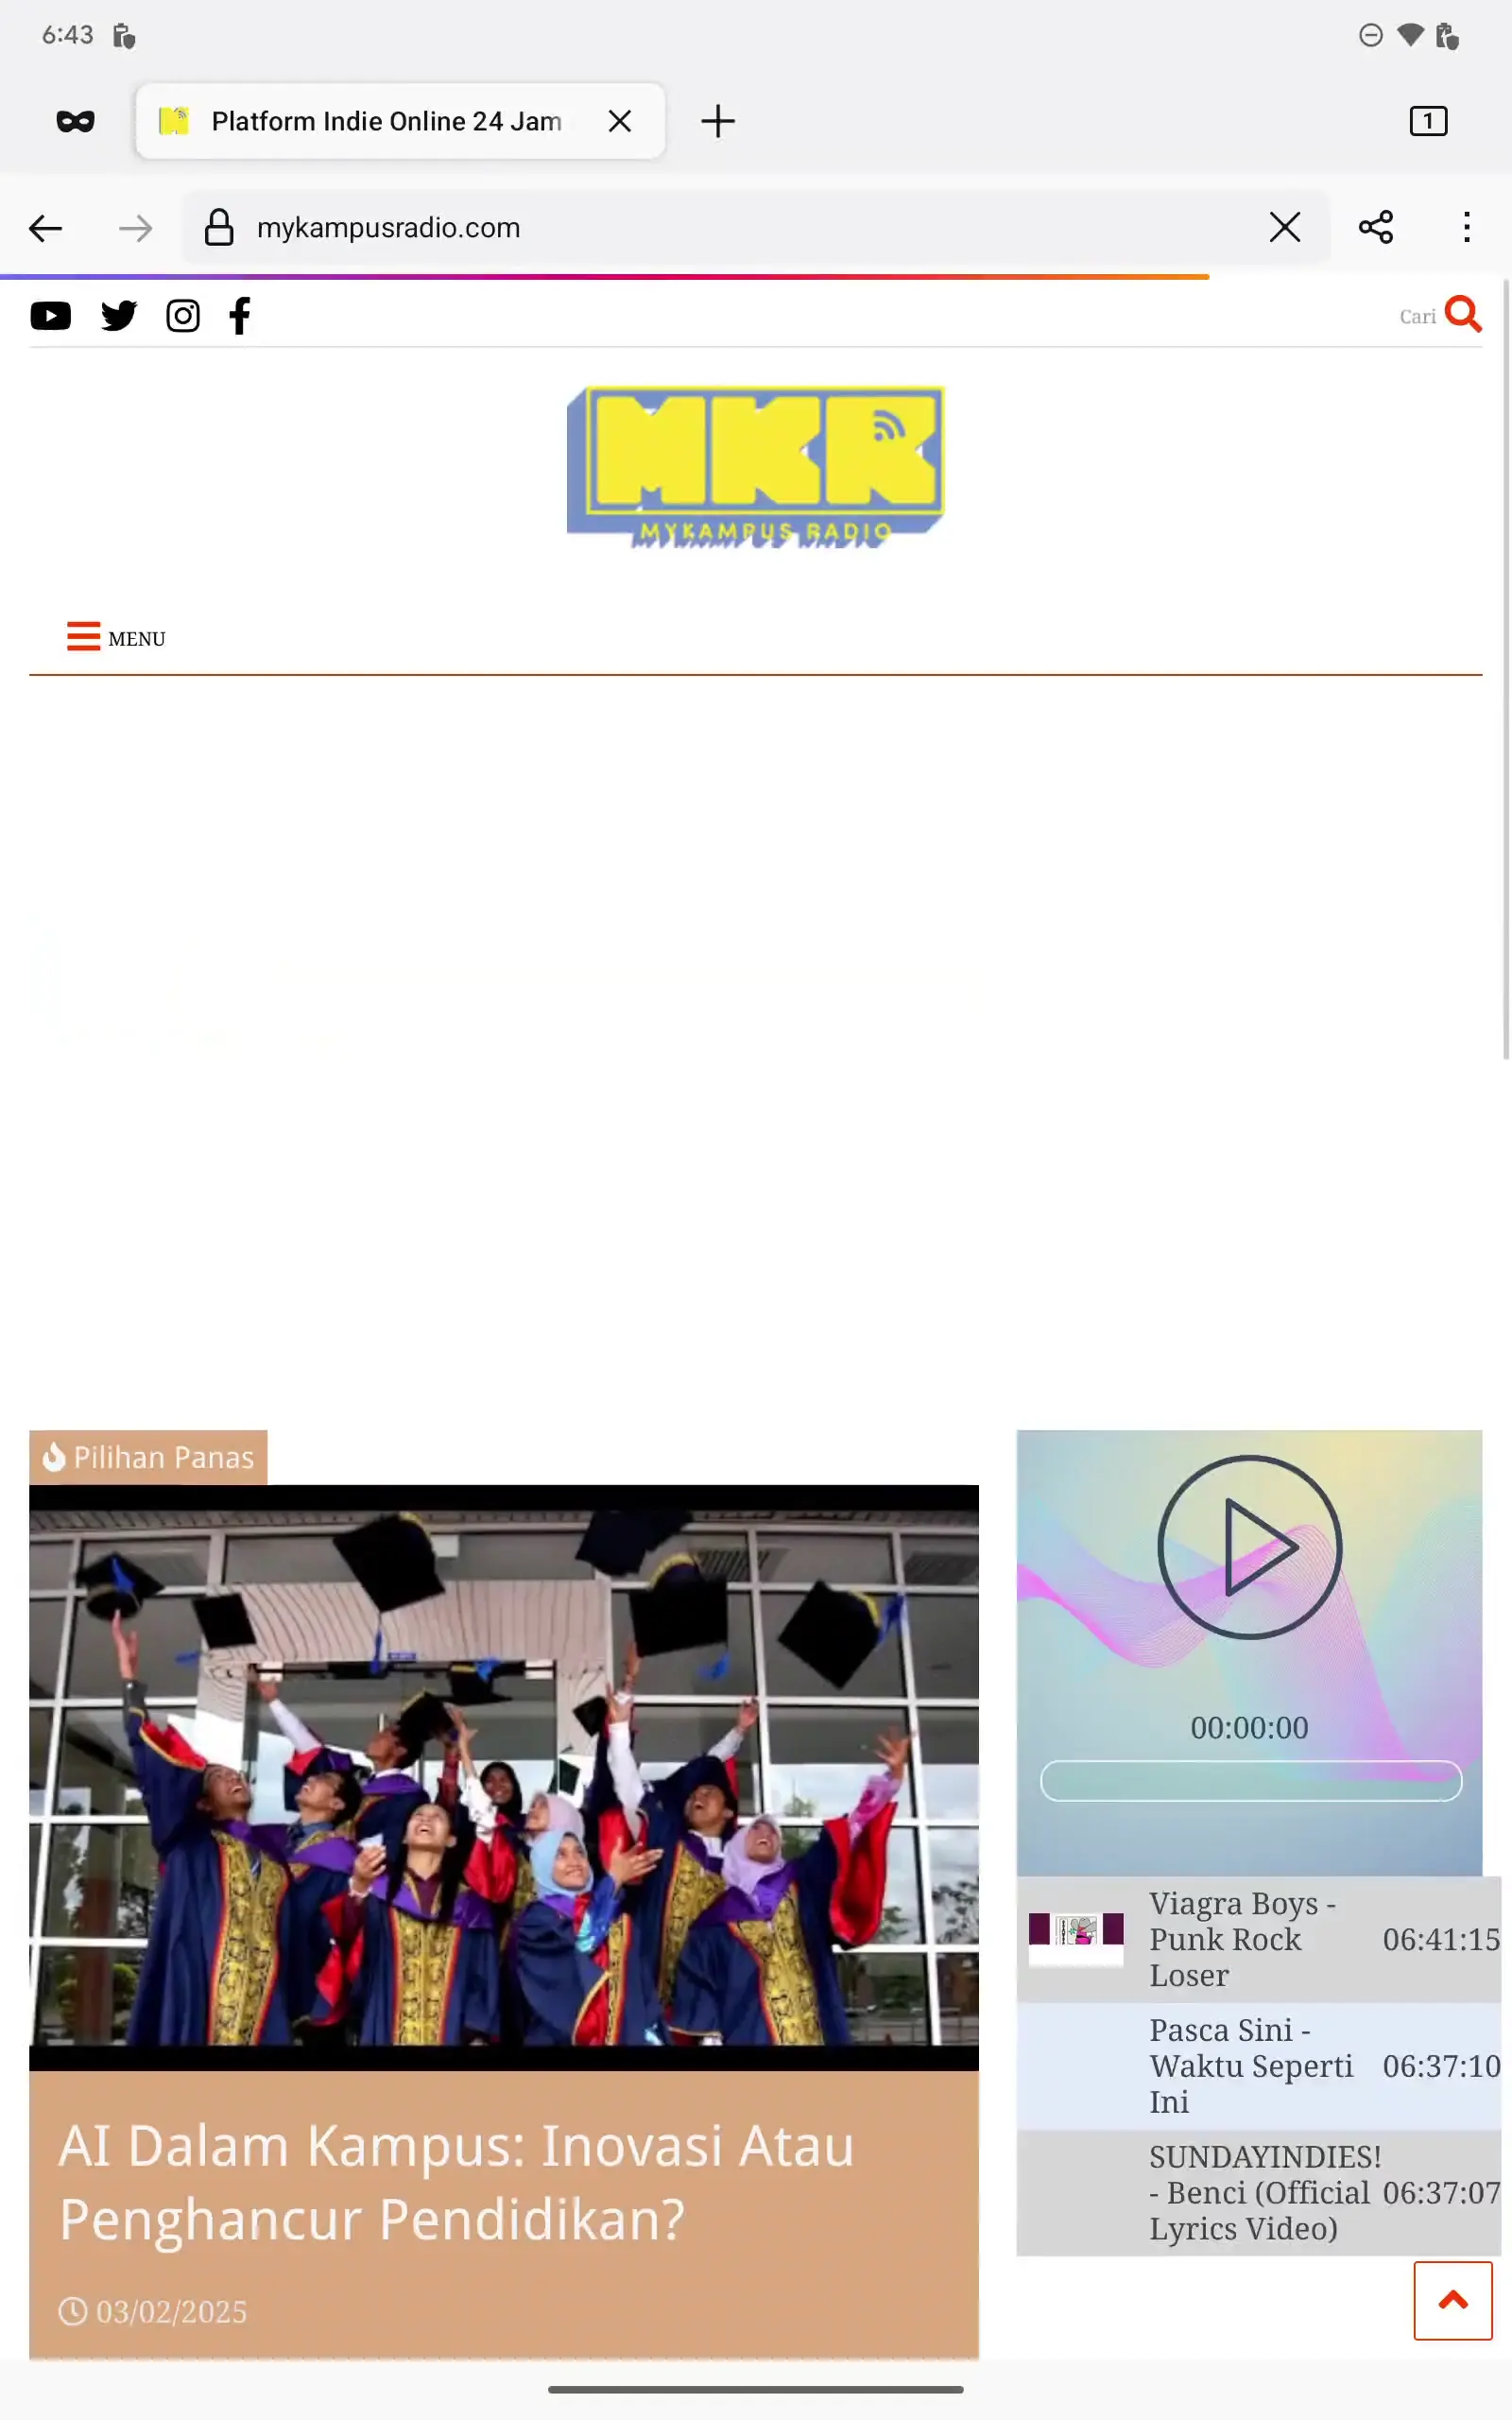 6:43
Platform Indie Online 24 Jam
1
mykampusradio.com
Cari
MKR
MYKAMPUS RADIO
MENU
Pilihan Panas
AI Dalam Kampus: Inovasi Atau
Penghancur Pendidikan?
03/02/2025
00:00:00
Viagra Boys -
Punk Rock
Loser
06:41:15
Pasca Sini -
Waktu Seperti
Ini
06:37:10
SUNDAYINDIES!
- Benci (Official
Lyrics Video)
06:37:07